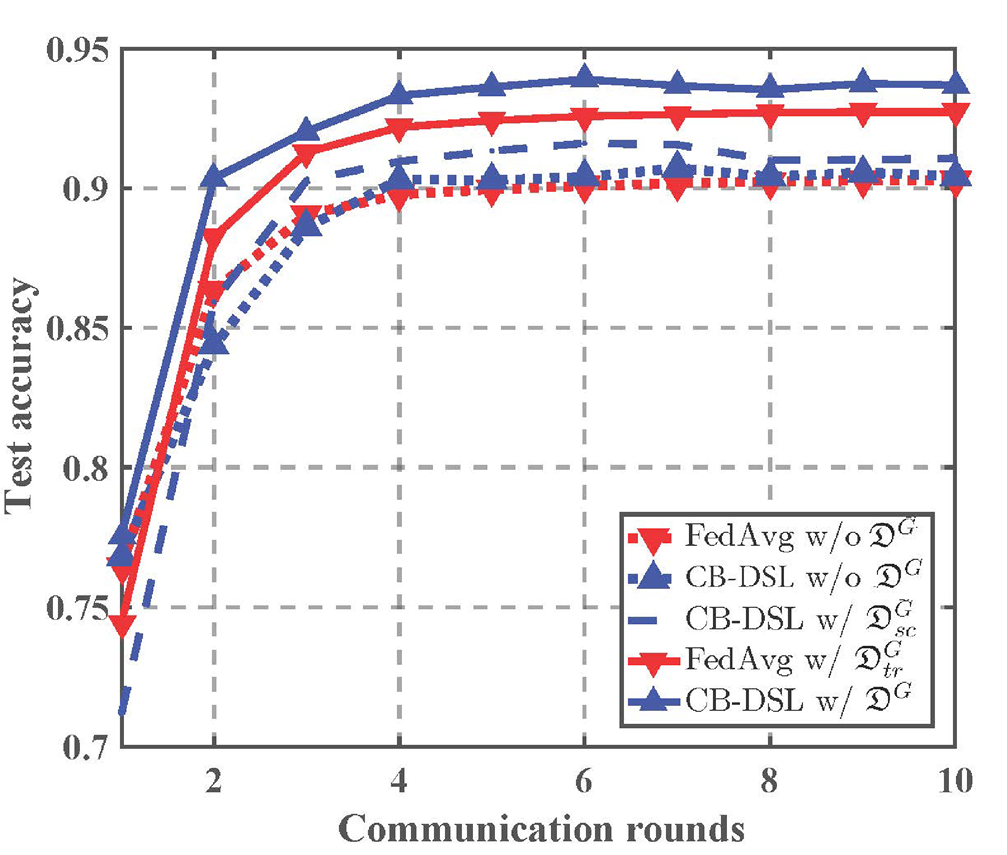 0.95
0.9
0.85
0.8
0.75
0.7
2 4 6 8 10
Test accuracy
Communication rounds
FedAvg w/o 𝔇^G
CB-DSL w/o 𝔇^G
CB-DSL w/ 𝔇^G_sc
FedAvg w/ 𝔇^G_tr
CB-DSL w/ 𝔇^G